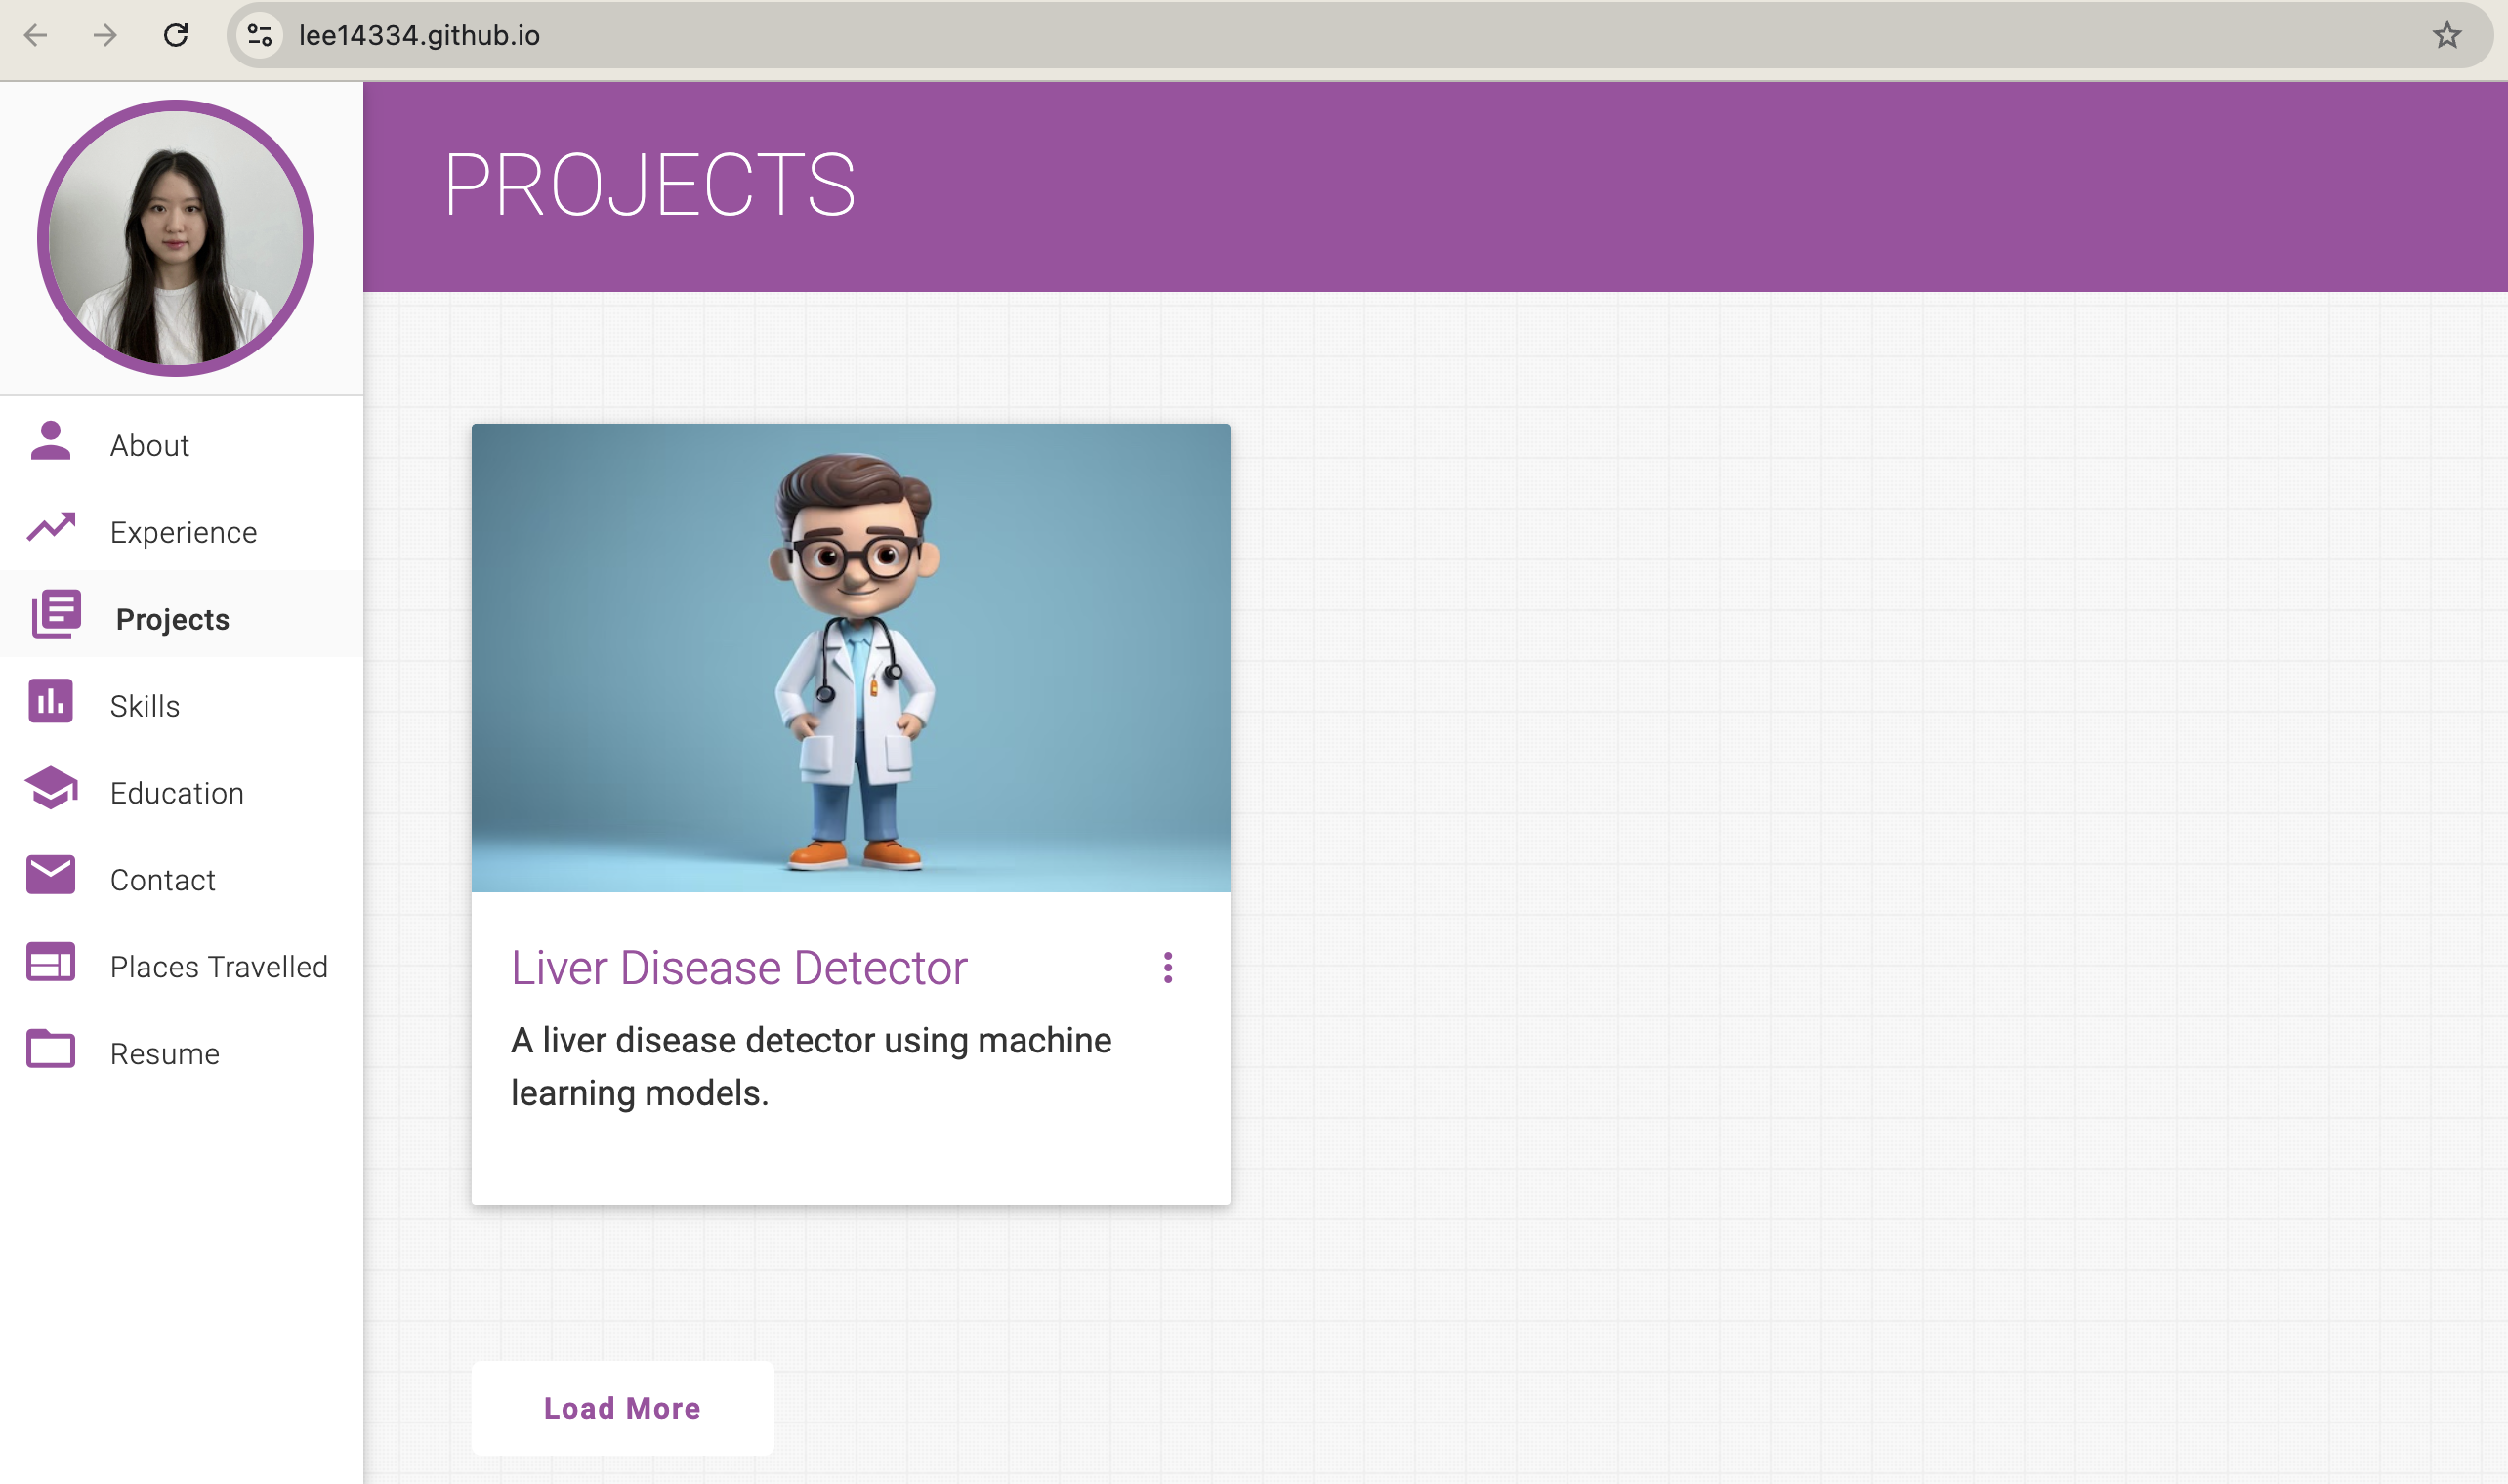 lee14334.github.io
PROJECTS
About
Experience
Projects
Skills
Education
Contact
Places Travelled
Resume
Liver Disease Detector
A liver disease detector using machine
learning models.
Load More